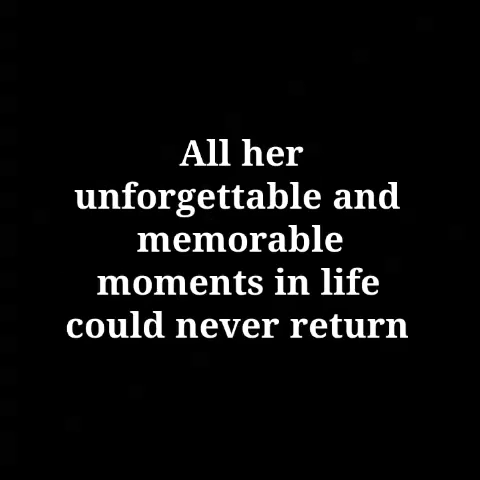 All her
unforgettable and
memorable
moments in life
could never return